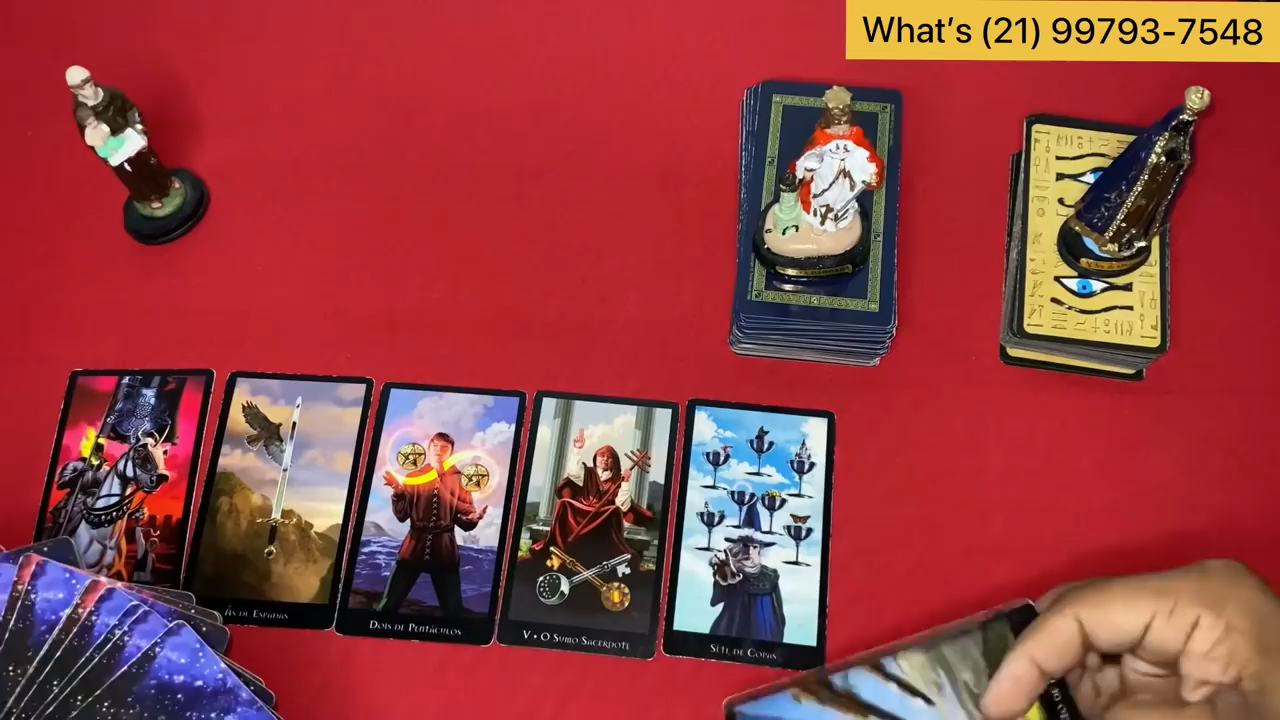 What's (21) 99793-7548
Ás de Espadas
Dois de Pentáculos
V • O Sumo Sacerdote
Sete de Copas